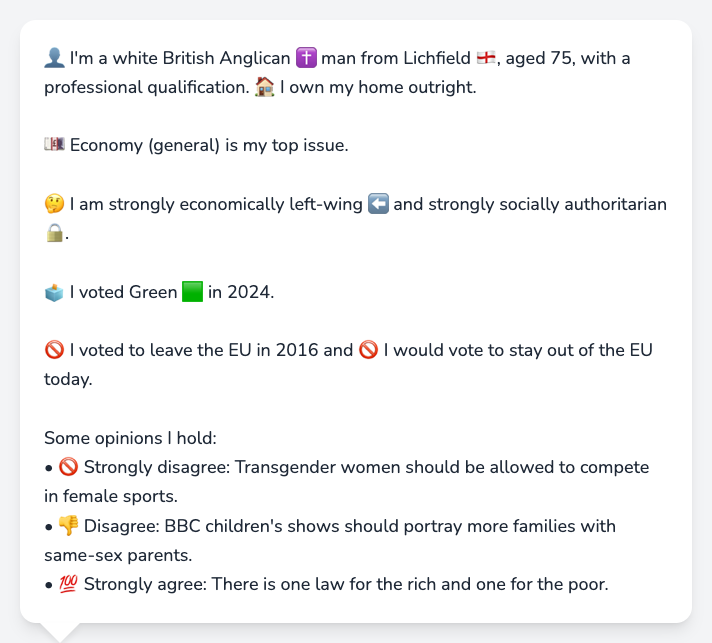 👤 I'm a white British Anglican ✝️ man from Lichfield 🏴󠁧󠁢󠁥󠁮󠁧󠁿, aged 75, with a
professional qualification. 🏠 I own my home outright.
💷 Economy (general) is my top issue.
🤔 I am strongly economically left-wing ⬅️ and strongly socially authoritarian
🔒.
🗳️ I voted Green 🟩 in 2024.
🚫 I voted to leave the EU in 2016 and 🚫 I would vote to stay out of the EU
today.
Some opinions I hold:
• 🚫 Strongly disagree: Transgender women should be allowed to compete
in female sports.
• 👎 Disagree: BBC children's shows should portray more families with
same-sex parents.
• 💯 Strongly agree: There is one law for the rich and one for the poor.